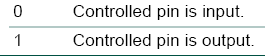 0 Controlled pin is input.
1 Controlled pin is output.